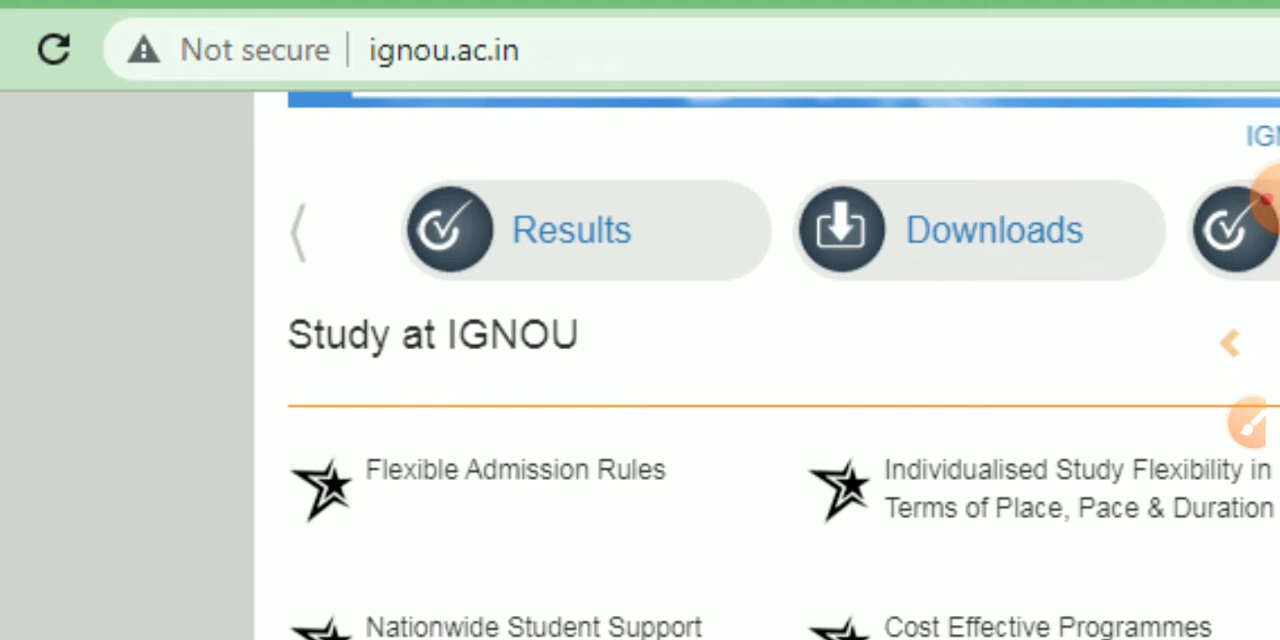 Not secure ignou.ac.in
Results
Downloads
Study at IGNOU
Flexible Admission Rules
Individualised Study Flexibility in
Terms of Place, Pace & Duration
Nationwide Student Support
Cost Effective Programmes